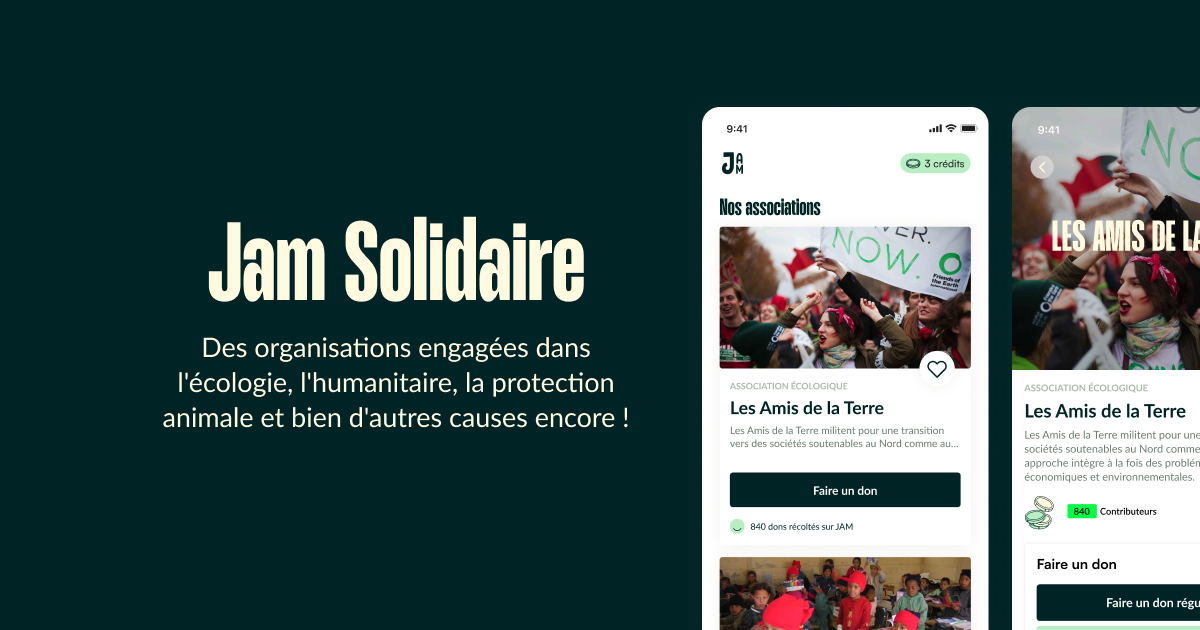 Jam Solidaire
Des organisations engagées dans
l'écologie, l'humanitaire, la protection
animale et bien d'autres causes encore !
9:41
JAM
3 crédits
Nos associations
VER.
NOW.
Friends of
the Earth
International
ASSOCIATION ÉCOLOGIQUE
Les Amis de la Terre
Les Amis de la Terre militent pour une transition
vers des sociétés soutenables au Nord comme au...
Faire un don
840 dons récoltés sur JAM
9:41
NO
LES AMIS DE LA
ASSOCIATION ÉCOLOGIQUE
Les Amis de la Terre
Les Amis de la Terre militent pour une
sociétés soutenables au Nord comme
approche intègre à la fois des problém
économiques et environnementales.
840 Contributeurs
Faire un don
Faire un don régu